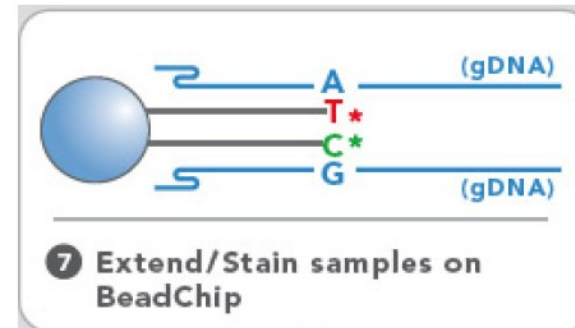 (gDNA)
A
T*
C*
G
(gDNA)
7 Extend/Stain samples on
BeadChip